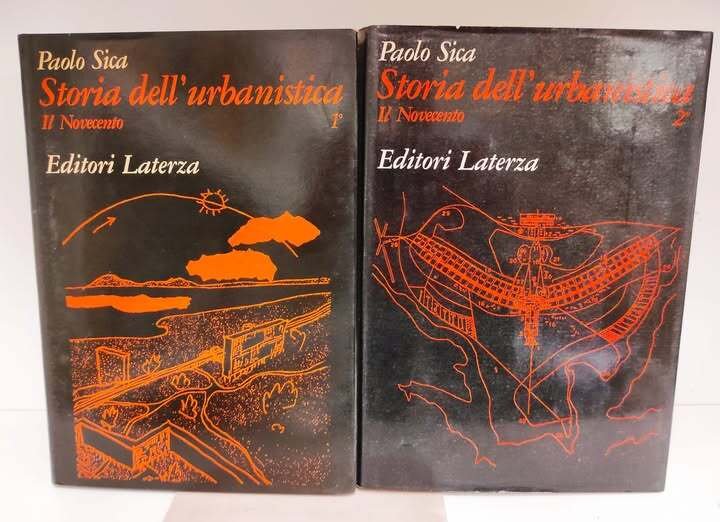 Paolo Sica
Storia dell'urbanistica
Il Novecento 1°
Editori Laterza
Paolo Sica
Storia dell'urbanistica
Il Novecento 2°
Editori Laterza